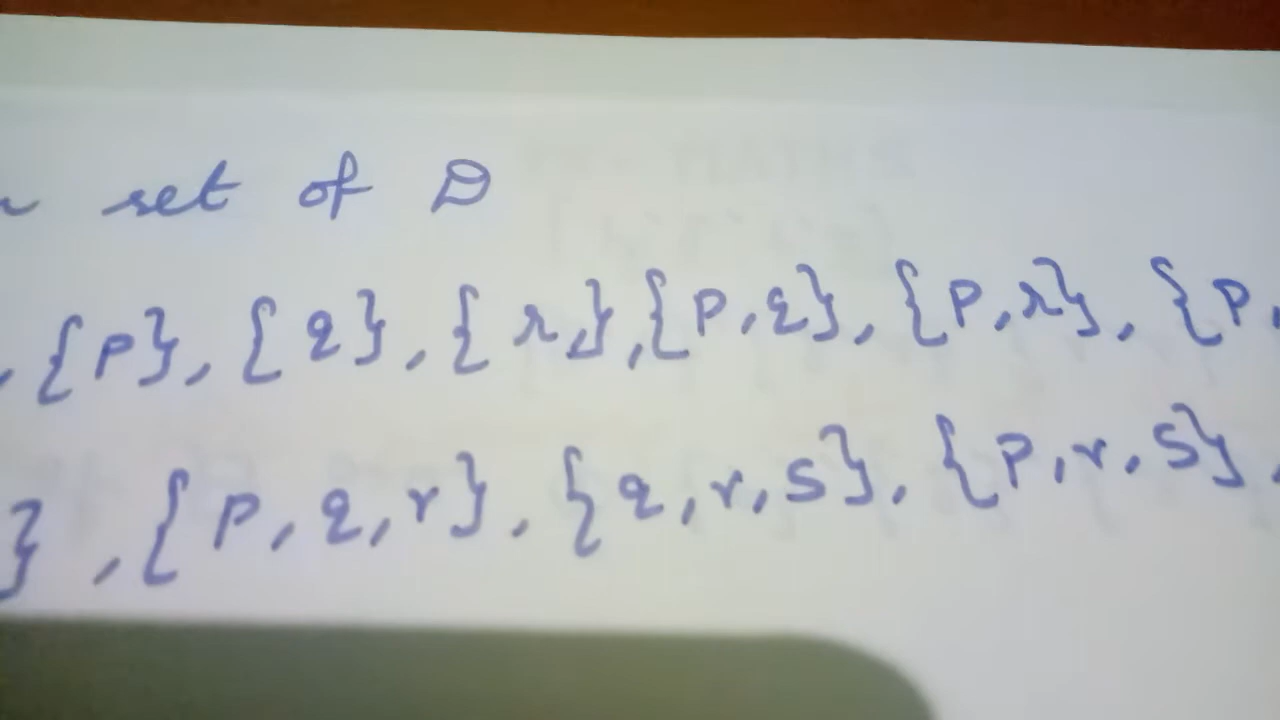 set of D
, {p}, {q}, {r,}, {p,q}, {p,r}, {p,
}, {p,q,r}, {q,r,s}, {p,r,s},